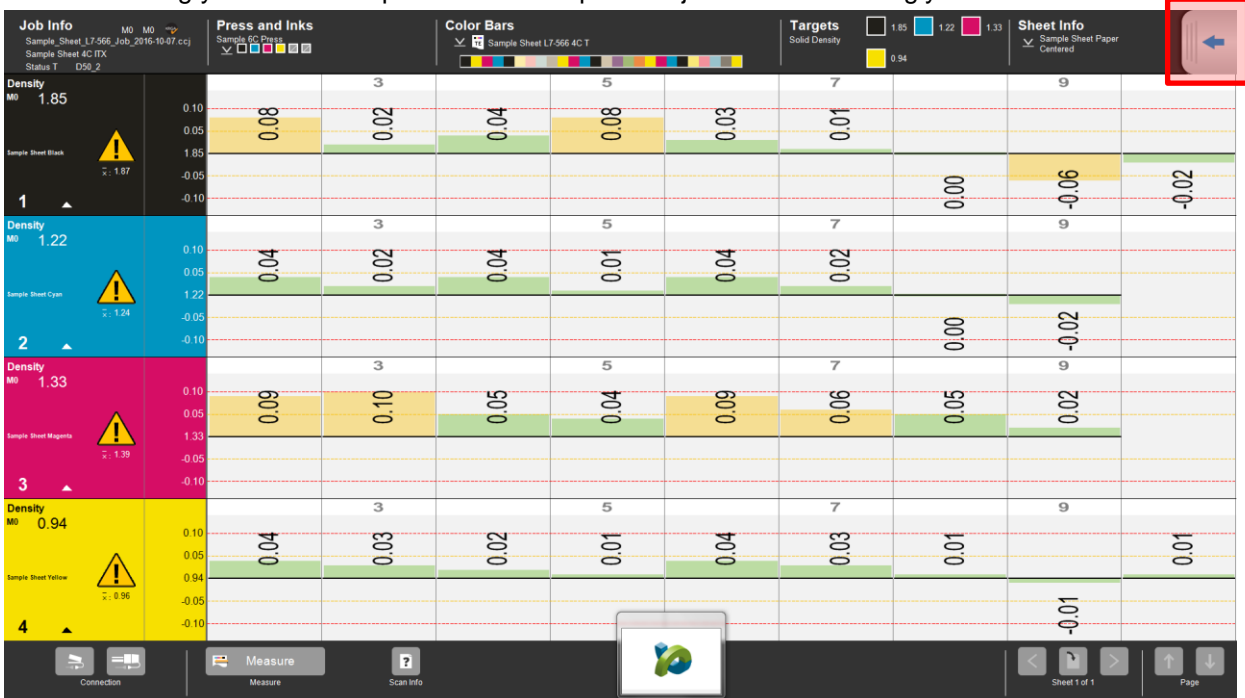 Job Info M0 M0
Sample_Sheet_L7-566_Job_2016-10-07.ccj
Sample Sheet 4C ITX
Status T D50_2
Press and Inks
Sample 6C Press
Color Bars
TE Sample Sheet L7-566 4C T
Targets
Solid Density
1.85 1.22 1.33
0.94
Sheet Info
Sample Sheet Paper
Centered
Density
M0 1.85
Sample Sheet Black
x̄: 1.87
1
0.10
0.05
1.85
-0.05
-0.10
3 5 7 9
0.08 0.02 0.04 0.08 0.03 0.01 0.00 -0.06 -0.02
Density
M0 1.22
Sample Sheet Cyan
x̄: 1.24
2
0.10
0.05
1.22
-0.05
-0.10
3 5 7 9
0.04 0.02 0.04 0.01 0.04 0.02 0.00 -0.02
Density
M0 1.33
Sample Sheet Magenta
x̄: 1.39
3
0.10
0.05
1.33
-0.05
-0.10
3 5 7 9
0.09 0.10 0.05 0.04 0.09 0.06 0.05 0.02
Density
M0 0.94
Sample Sheet Yellow
x̄: 0.96
4
0.10
0.05
0.94
-0.05
-0.10
3 5 7 9
0.04 0.03 0.02 0.01 0.04 0.03 0.01 -0.01 0.01
Connection
Measure
Measure
?
Scan Info
Sheet 1 of 1
Page